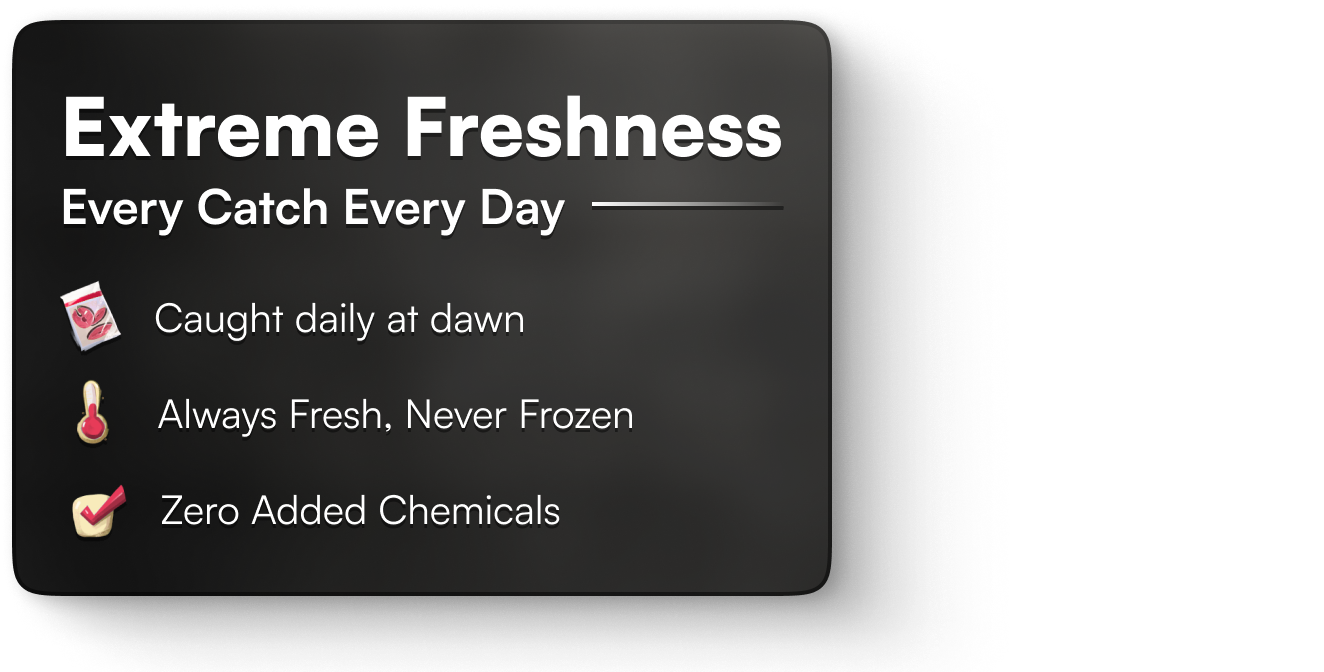 Extreme Freshness
Every Catch Every Day
Caught daily at dawn
Always Fresh, Never Frozen
Zero Added Chemicals